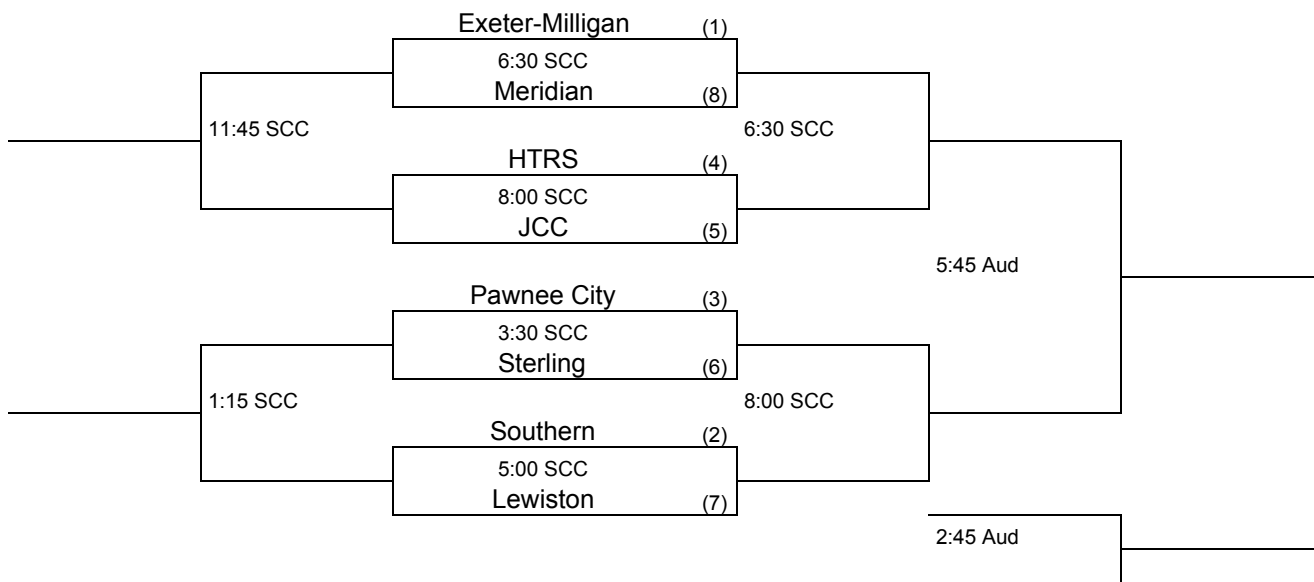 Exeter-Milligan (1)
6:30 SCC
Meridian (8)
11:45 SCC
6:30 SCC
HTRS (4)
8:00 SCC
JCC (5)
5:45 Aud
Pawnee City (3)
3:30 SCC
Sterling (6)
1:15 SCC
8:00 SCC
Southern (2)
5:00 SCC
Lewiston (7)
2:45 Aud